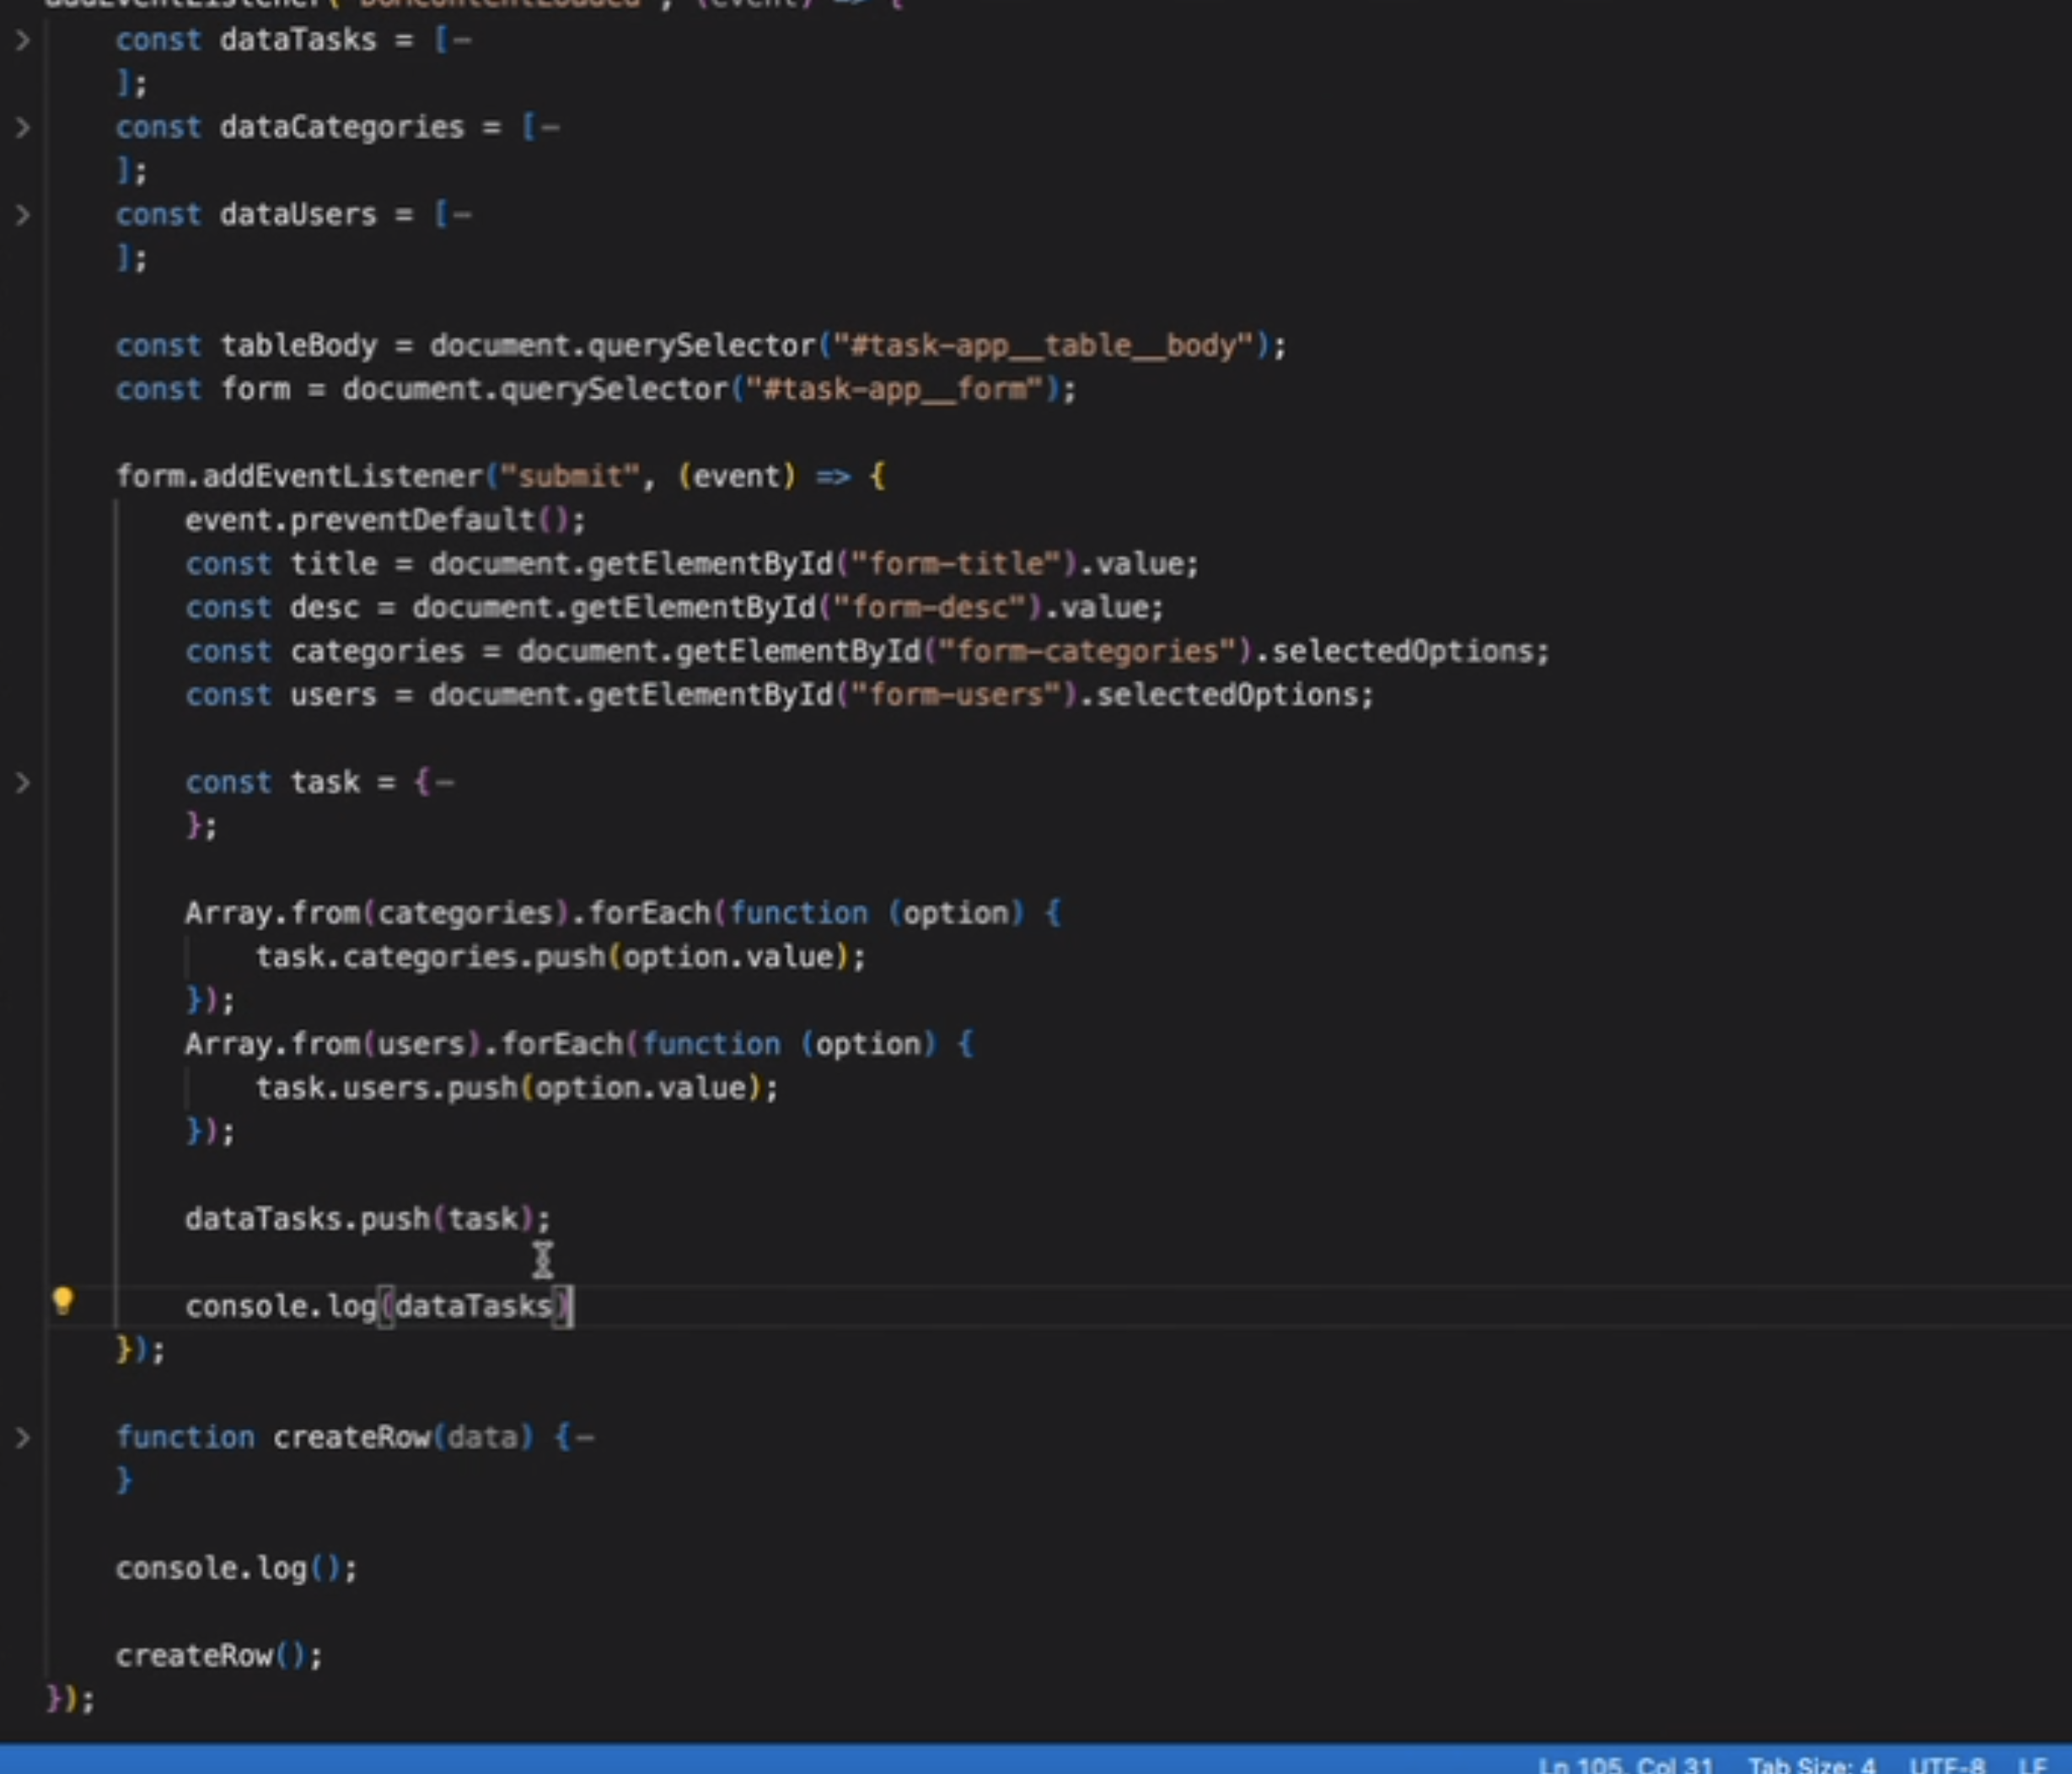 addEventListener("DOMContentLoaded", (event) => {
const dataTasks = [
];
const dataCategories = [
];
const dataUsers = [
];
const tableBody = document.querySelector("#task-app__table__body");
const form = document.querySelector("#task-app__form");
form.addEventListener("submit", (event) => {
event.preventDefault();
const title = document.getElementById("form-title").value;
const desc = document.getElementById("form-desc").value;
const categories = document.getElementById("form-categories").selectedOptions;
const users = document.getElementById("form-users").selectedOptions;
const task = {
};
Array.from(categories).forEach(function (option) {
task.categories.push(option.value);
});
Array.from(users).forEach(function (option) {
task.users.push(option.value);
});
dataTasks.push(task);
console.log(dataTasks)
});
function createRow(data) {
}
console.log();
createRow();
});
Ln 105, Col 31 Tab Size: 4 UTF-8 LF